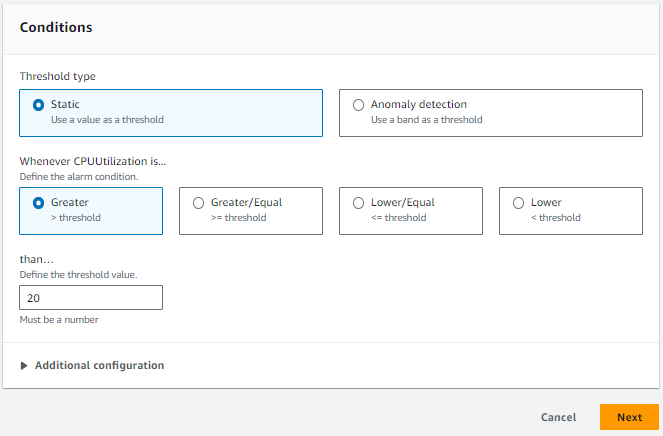 Conditions
Threshold type
Static
Use a value as a threshold
Anomaly detection
Use a band as a threshold
Whenever CPUUtilization is...
Define the alarm condition.
Greater
> threshold
Greater/Equal
>= threshold
Lower/Equal
<= threshold
Lower
< threshold
than...
Define the threshold value.
20
Must be a number
Additional configuration
Cancel
Next